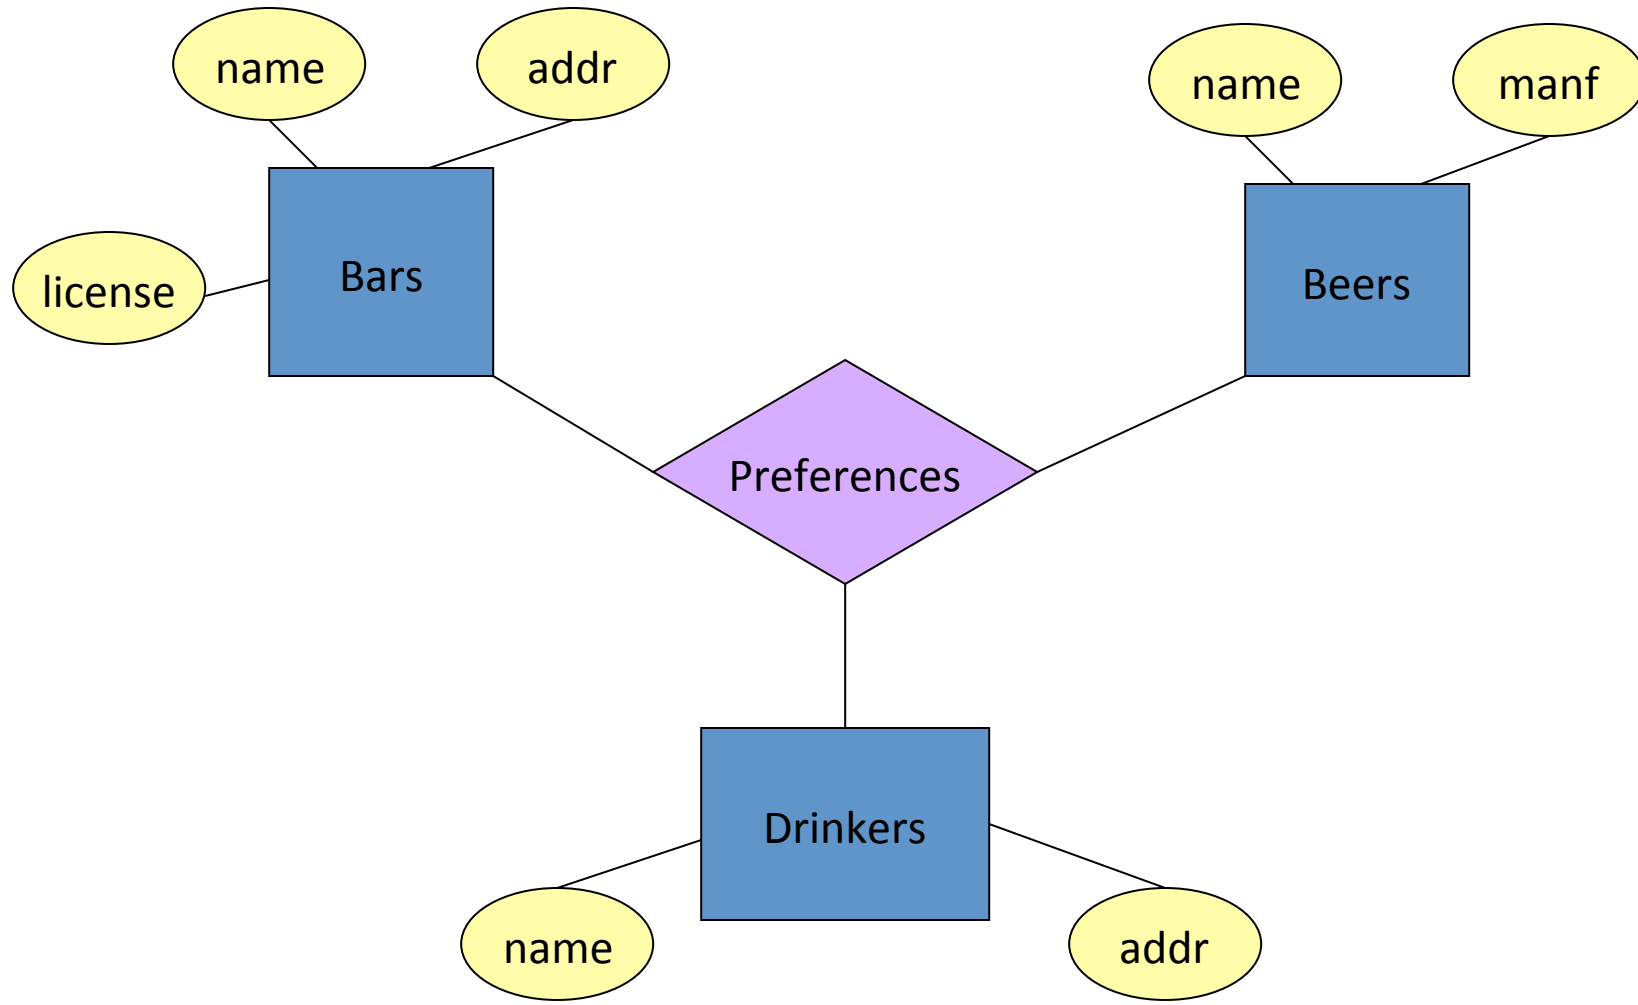 name
addr
name
manf
license
Bars
Beers
Preferences
Drinkers
name
addr